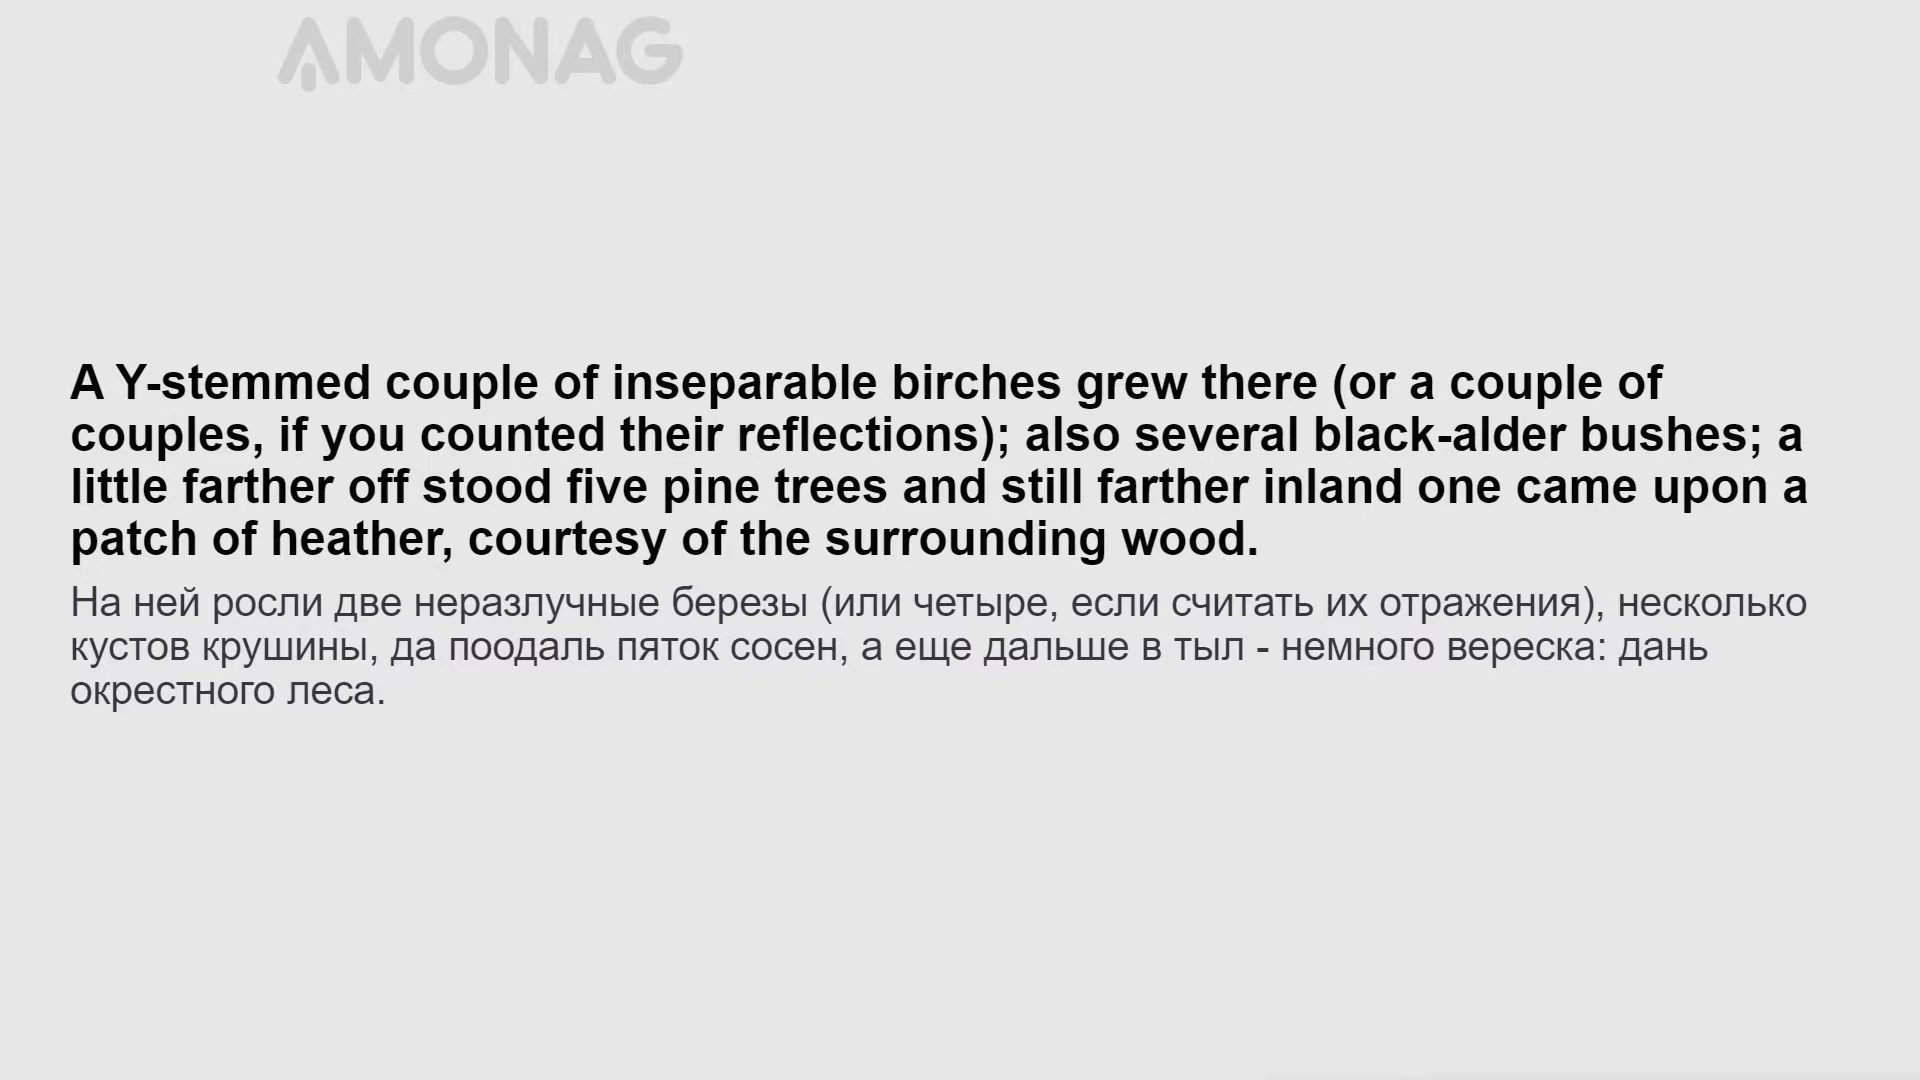 AMONAG
A Y-stemmed couple of inseparable birches grew there (or a couple of
couples, if you counted their reflections); also several black-alder bushes; a
little farther off stood five pine trees and still farther inland one came upon a
patch of heather, courtesy of the surrounding wood.
На ней росли две неразлучные березы (или четыре, если считать их отражения), несколько
кустов крушины, да поодаль пяток сосен, а еще дальше в тыл - немного вереска: дань
окрестного леса.